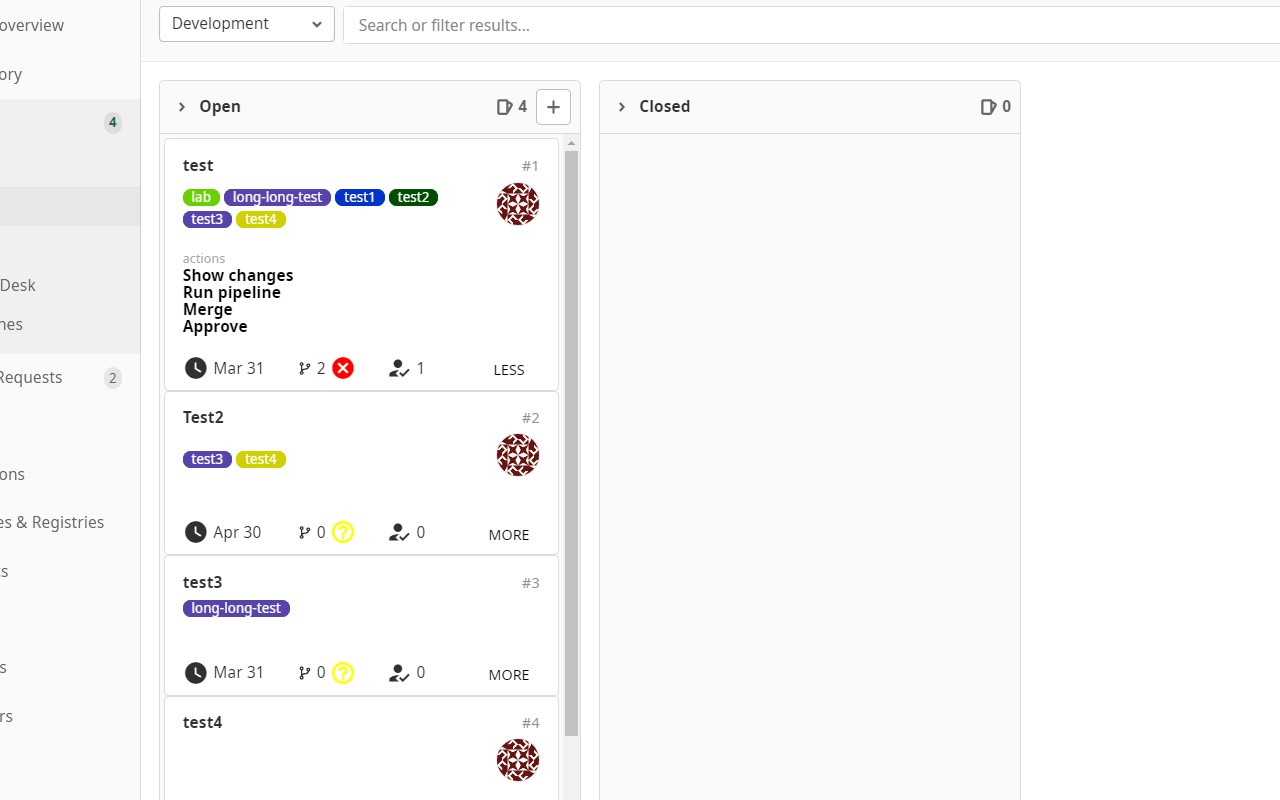 overview
ory
4
Desk
nes
Requests
2
ons
es & Registries
s
s
rs
Development
Search or filter results...
Open
4
test
#1
lab long-long-test test1 test2
test3 test4
actions
Show changes
Run pipeline
Merge
Approve
Mar 31 2 1 LESS
Test2
#2
test3 test4
Apr 30 0 ? 0 MORE
test3
#3
long-long-test
Mar 31 0 ? 0 MORE
test4
#4
Closed
0